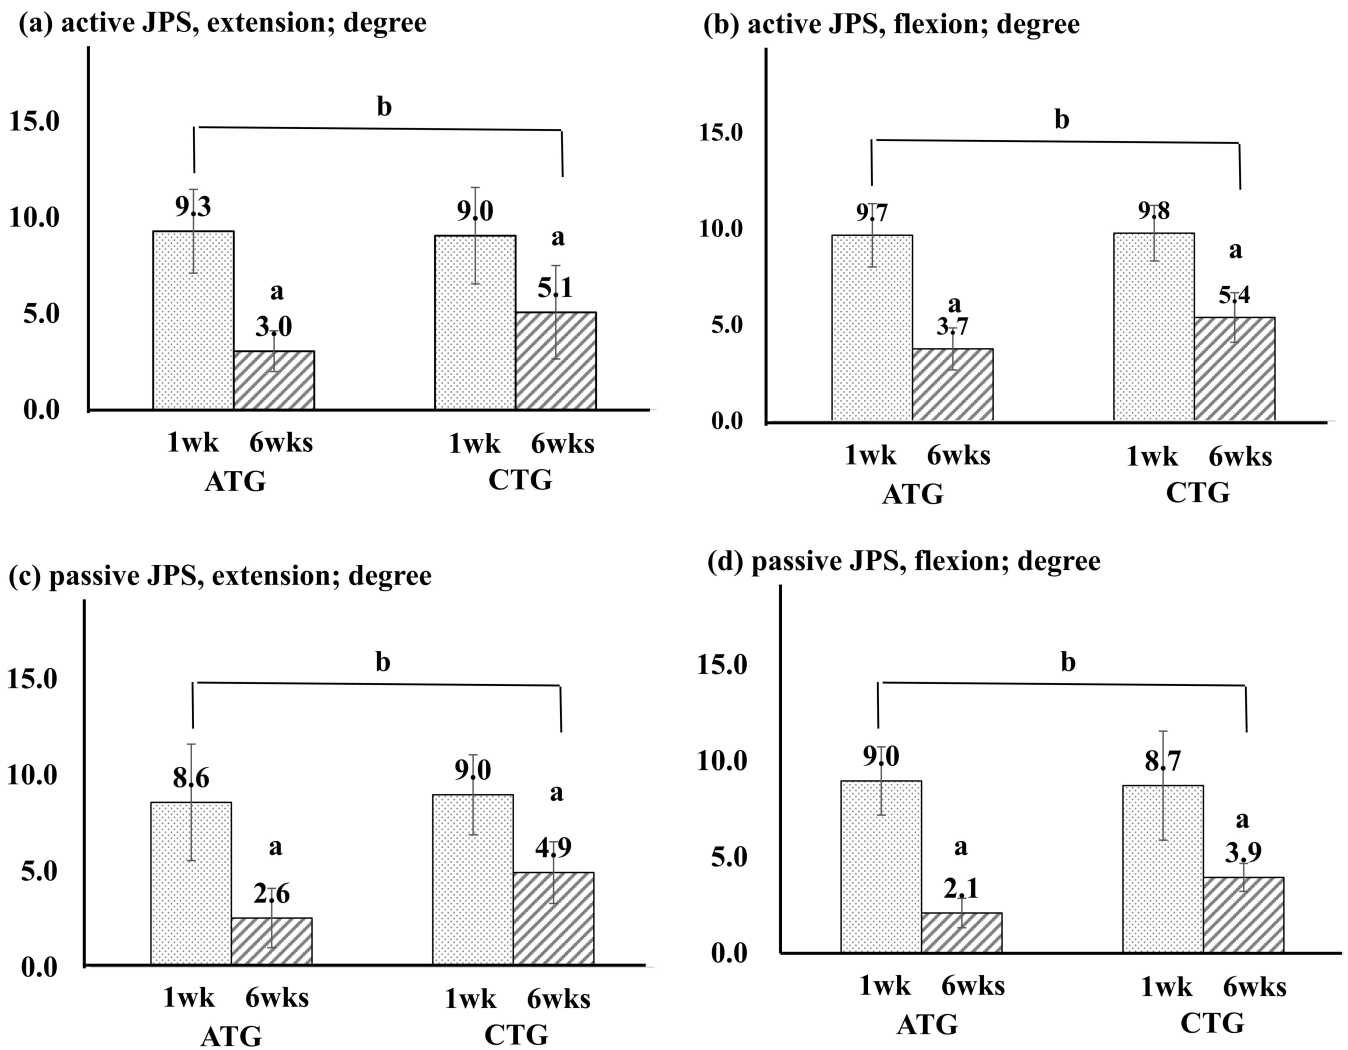 (a) active JPS, extension; degree
b
15.0
10.0
5.0
0.0
9.3
a
3.0
9.0
a
5.1
1wk 6wks
1wk 6wks
ATG
CTG
(b) active JPS, flexion; degree
b
15.0
10.0
5.0
0.0
9.7
a
3.7
9.8
a
5.4
1wk 6wks
1wk 6wks
ATG
CTG
(c) passive JPS, extension; degree
b
15.0
10.0
5.0
0.0
8.6
a
2.6
9.0
a
4.9
1wk 6wks
1wk 6wks
ATG
CTG
(d) passive JPS, flexion; degree
b
15.0
10.0
5.0
0.0
9.0
a
2.1
8.7
a
3.9
1wk 6wks
1wk 6wks
ATG
CTG